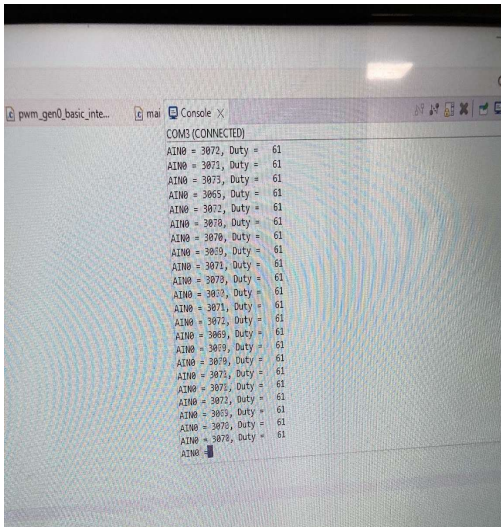 pwm_gen0_basic_inte...
mai
Console
COM3 (CONNECTED)
AIN0 = 3072, Duty = 61
AIN0 = 3071, Duty = 61
AIN0 = 3073, Duty = 61
AIN0 = 3065, Duty = 61
AIN0 = 3072, Duty = 61
AIN0 = 3070, Duty = 61
AIN0 = 3070, Duty = 61
AIN0 = 3069, Duty = 61
AIN0 = 3071, Duty = 61
AIN0 = 3070, Duty = 61
AIN0 = Duty = 61
AIN0 = 3071, Duty = 61
AIN0 = 3072, Duty = 61
AIN0 = 3069, Duty = 61
AIN0 = Duty = 61
AIN0 = 3070, Duty = 61
AIN0 = 3071, Duty = 61
AIN0 = 3071, Duty = 61
AIN0 = 3072, Duty = 61
AIN0 = Duty = 61
AIN0 = 3070, Duty = 61
AIN0 = 3070, Duty = 61
AIN0 =